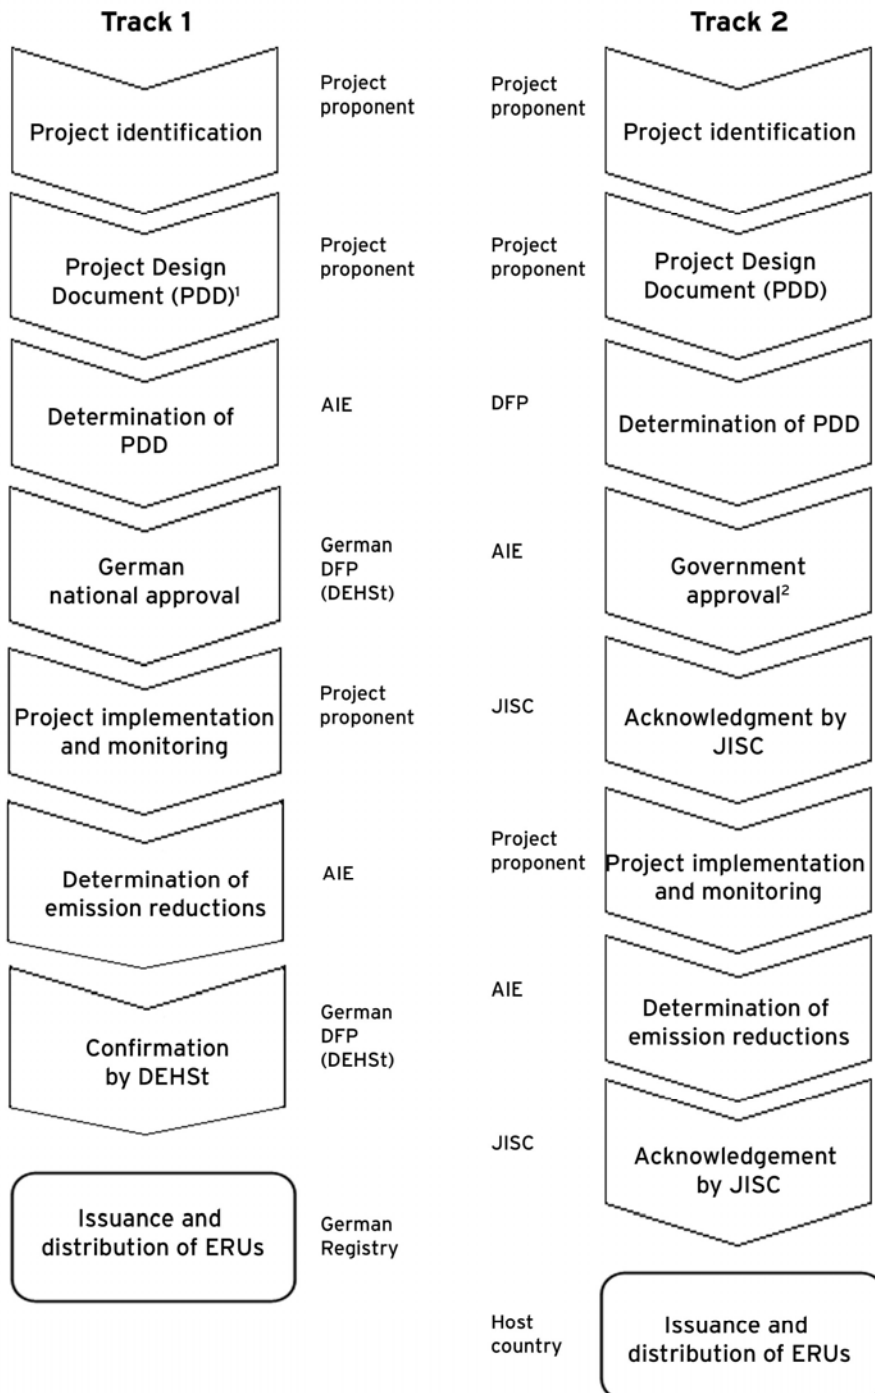 Track 1
Project identification
Project
proponent
Project Design
Document (PDD)¹
Project
proponent
Determination of
PDD
AIE
German
national approval
German
DFP
(DEHSt)
Project implementation
and monitoring
Project
proponent
Determination of
emission reductions
AIE
Confirmation
by DEHSt
German
DFP
(DEHSt)
Issuance and
distribution of ERUs
German
Registry
Track 2
Project
proponent
Project identification
Project
proponent
Project Design
Document (PDD)
DFP
Determination of PDD
AIE
Government
approval²
JISC
Acknowledgment by
JISC
Project
proponent
Project implementation
and monitoring
AIE
Determination of
emission reductions
JISC
Acknowledgement
by JISC
Host
country
Issuance and
distribution of ERUs